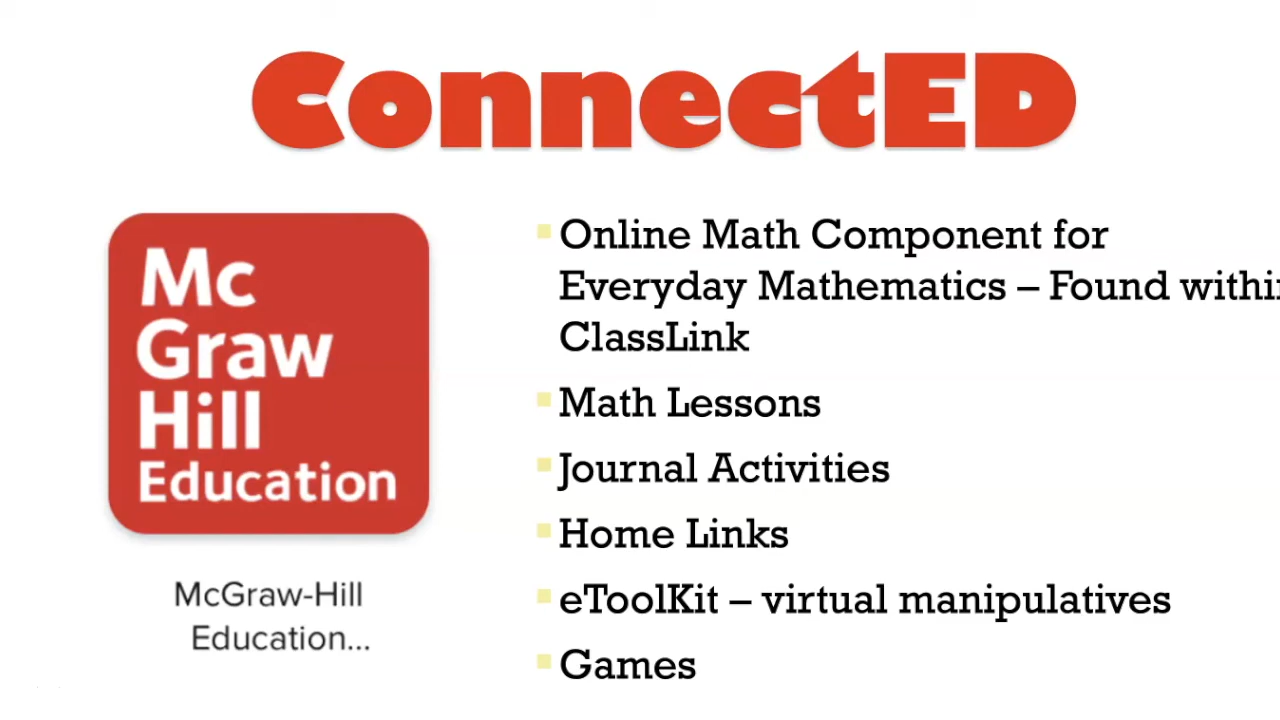 ConnectED
Mc
Graw
Hill
Education
McGraw-Hill
Education...
Online Math Component for
Everyday Mathematics – Found withi
ClassLink
Math Lessons
Journal Activities
Home Links
eToolKit – virtual manipulatives
Games